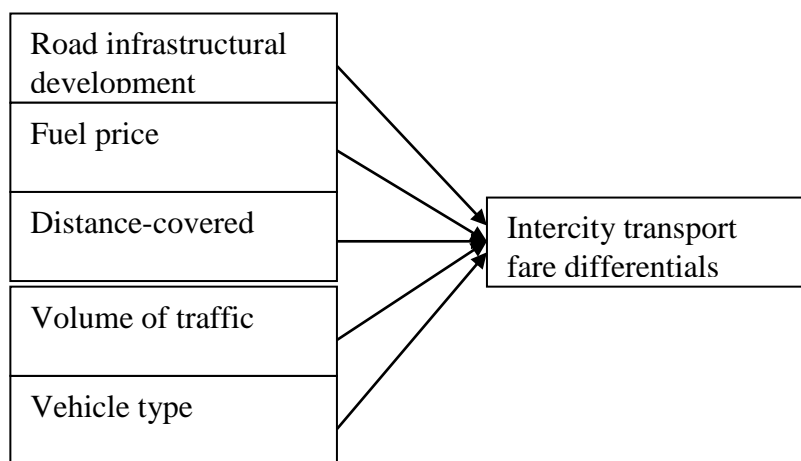 Road infrastructural
development
Fuel price
Distance-covered
Intercity transport
fare differentials
Volume of traffic
Vehicle type